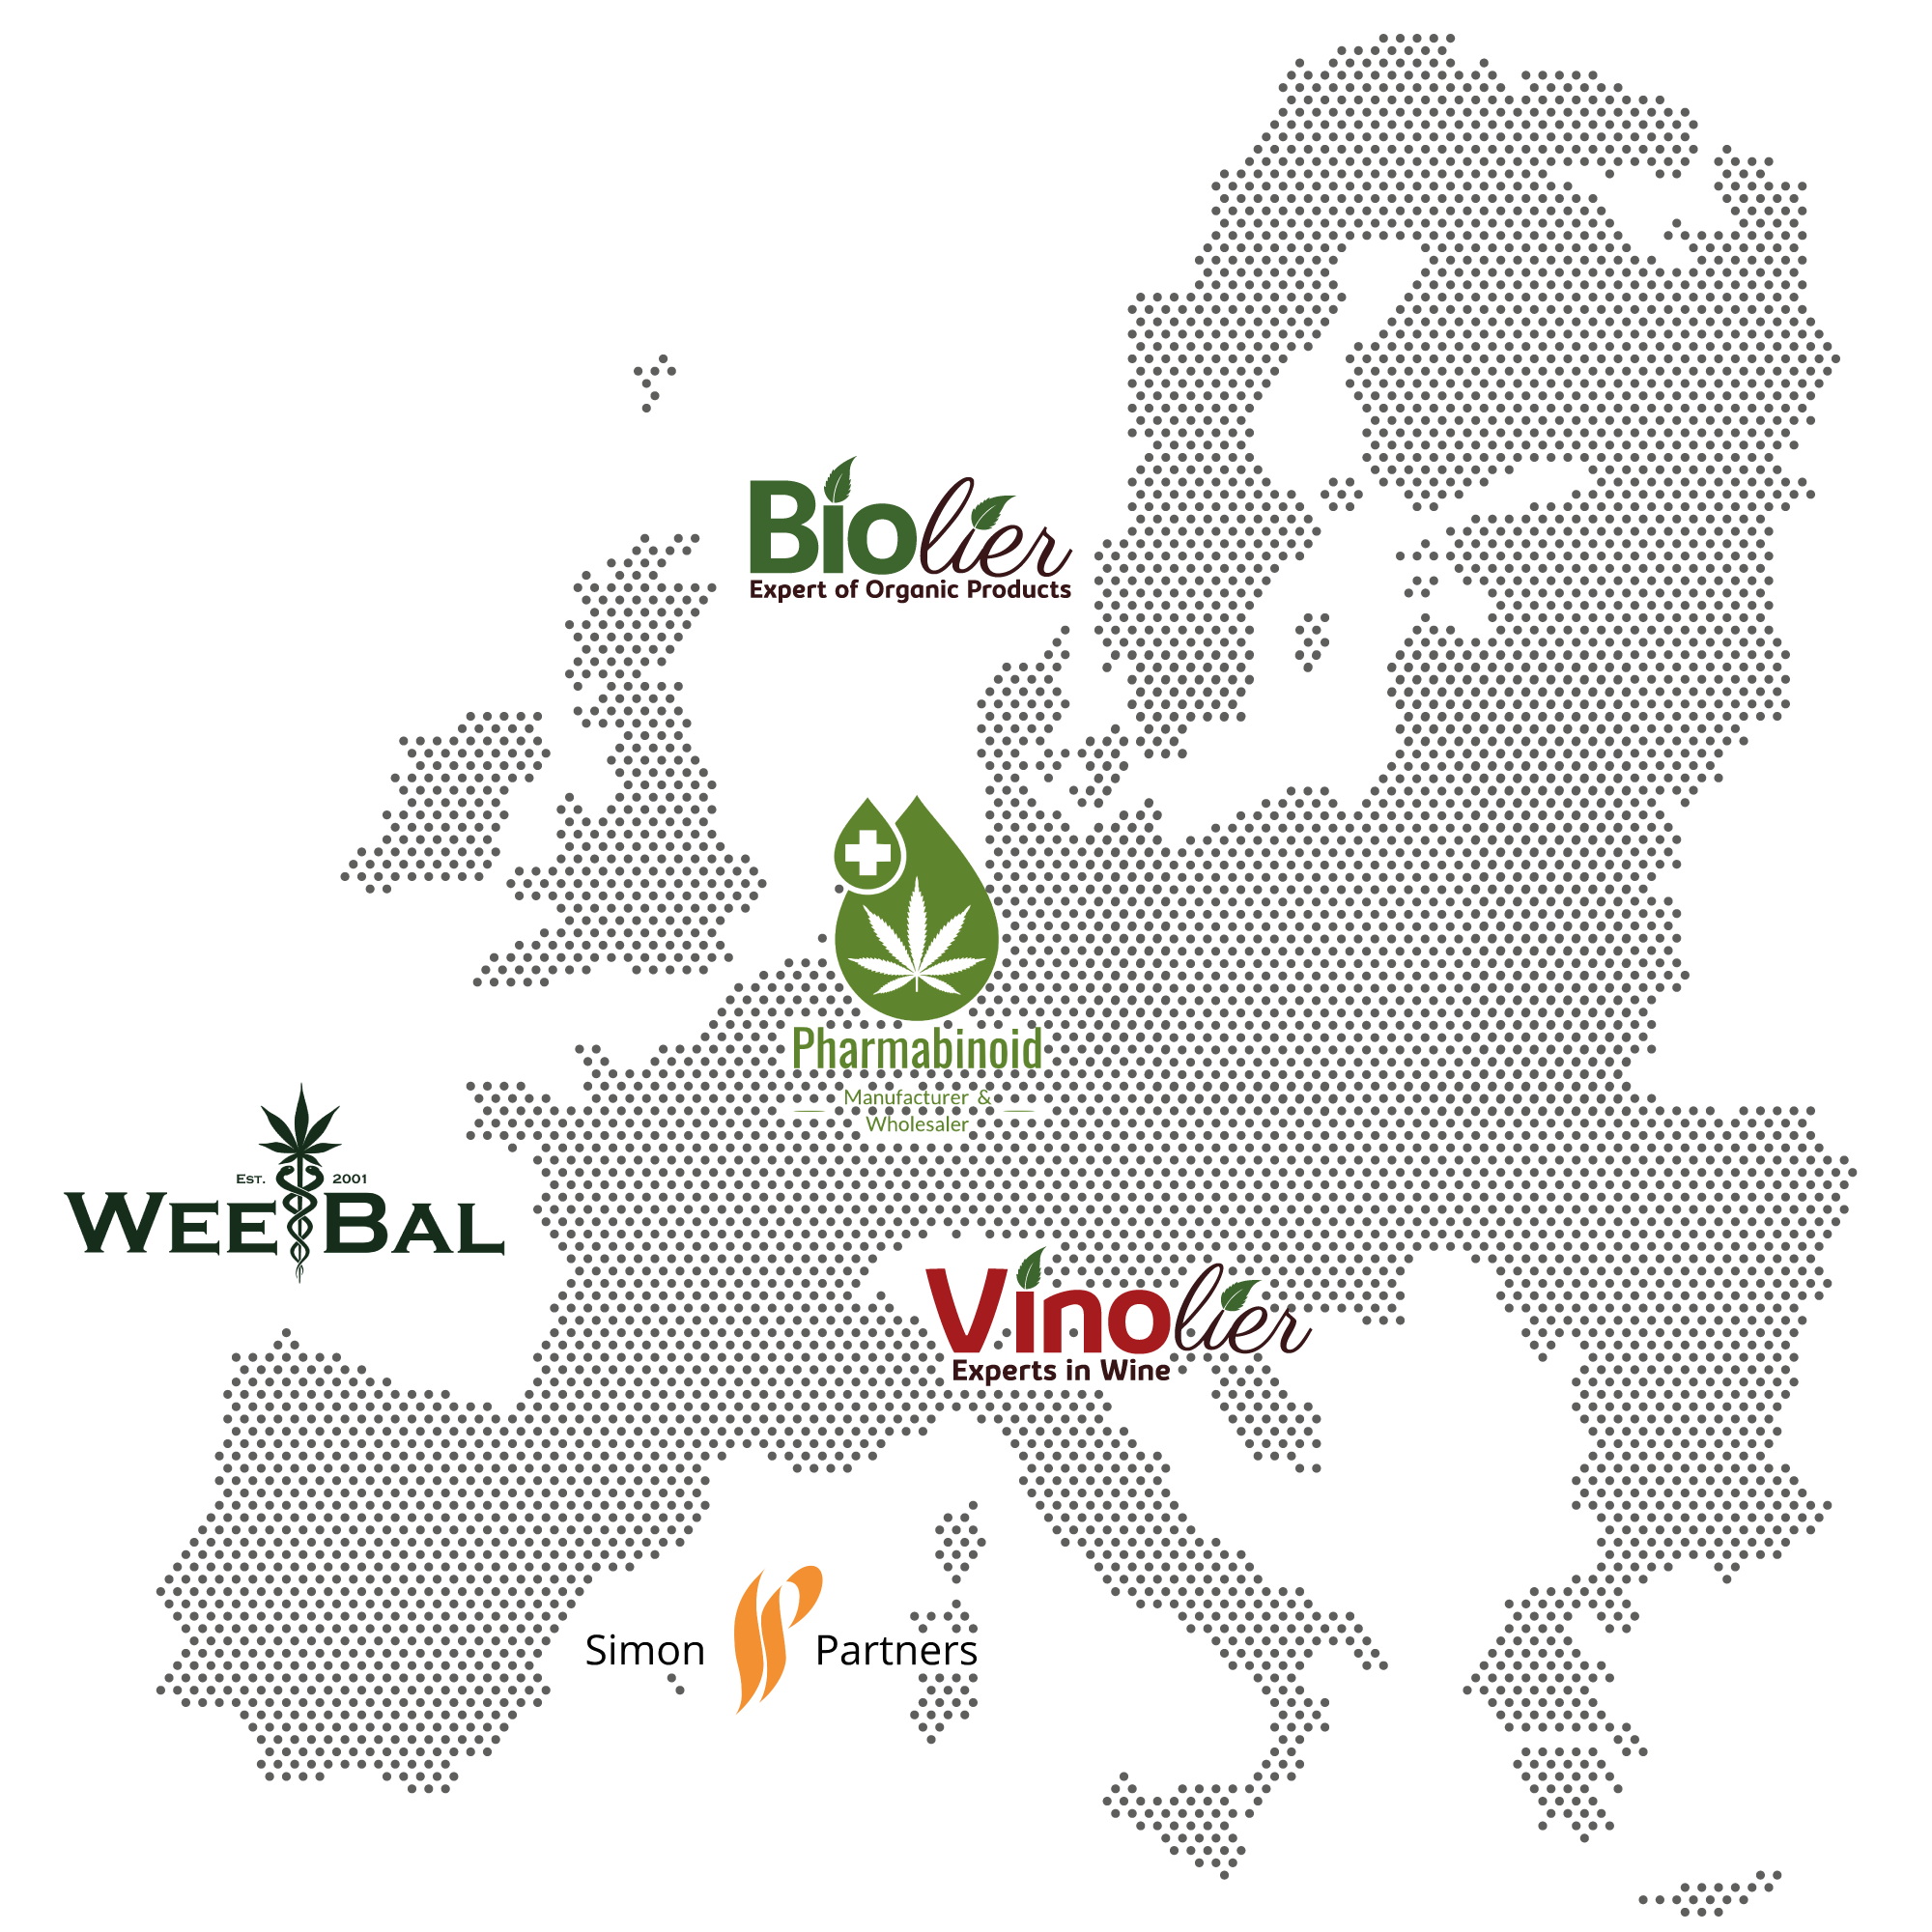 Biolier
Expert of Organic Products
Pharmabinoid
Manufacturer &
Wholesaler
EST. 2001
WEEBAL
Vinolier
Experts in Wine
Simon Partners